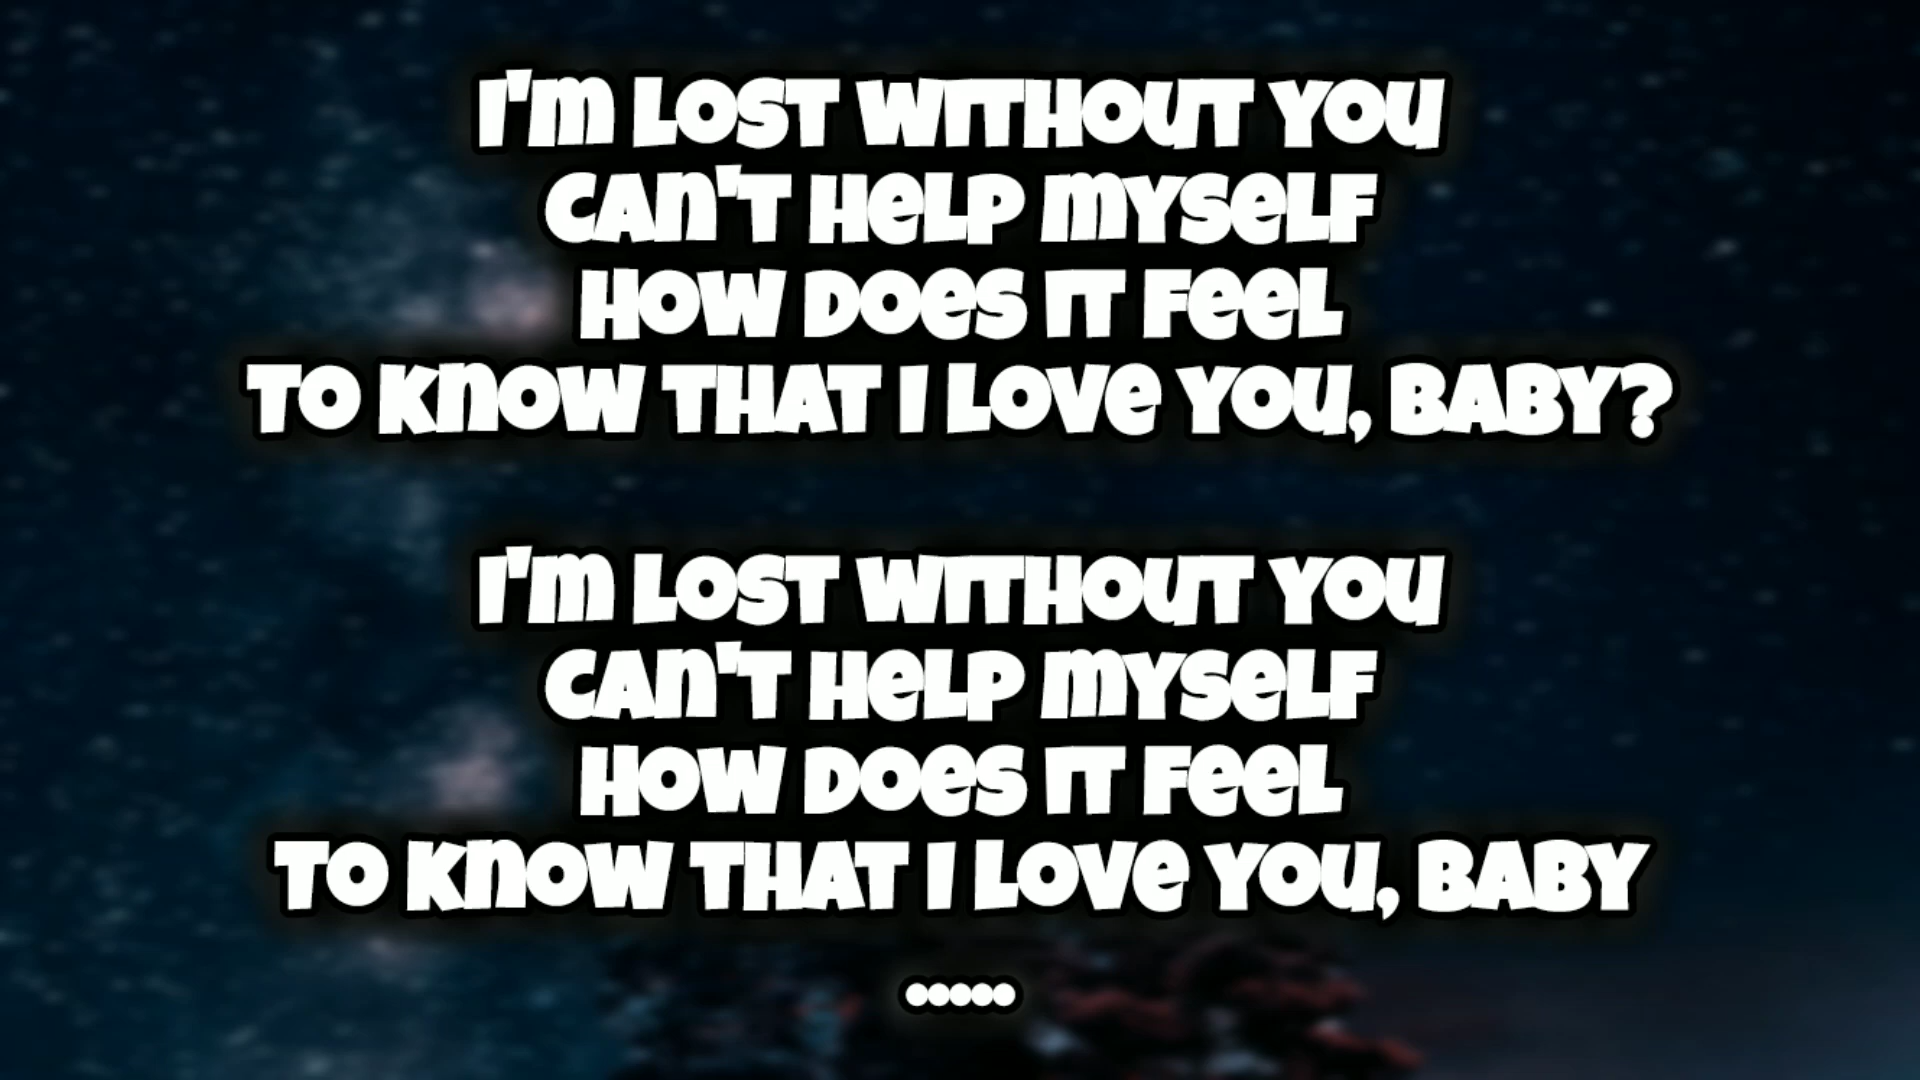 I'm lost without you
Can't help myself
How does it feel
To know that I love you, baby?
I'm lost without you
Can't help myself
How does it feel
To know that I love you, baby
•••••